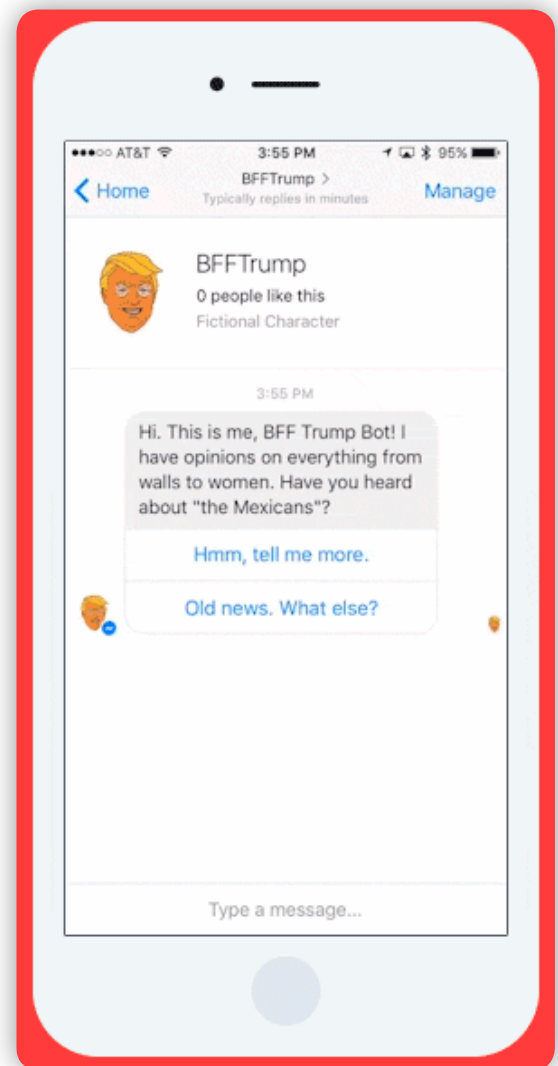 AT&T 3:55 PM 95%
Home BFFTrump > Manage
Typically replies in minutes
BFFTrump
0 people like this
Fictional Character
3:55 PM
Hi. This is me, BFF Trump Bot! I
have opinions on everything from
walls to women. Have you heard
about "the Mexicans"?
Hmm, tell me more.
Old news. What else?
Type a message...